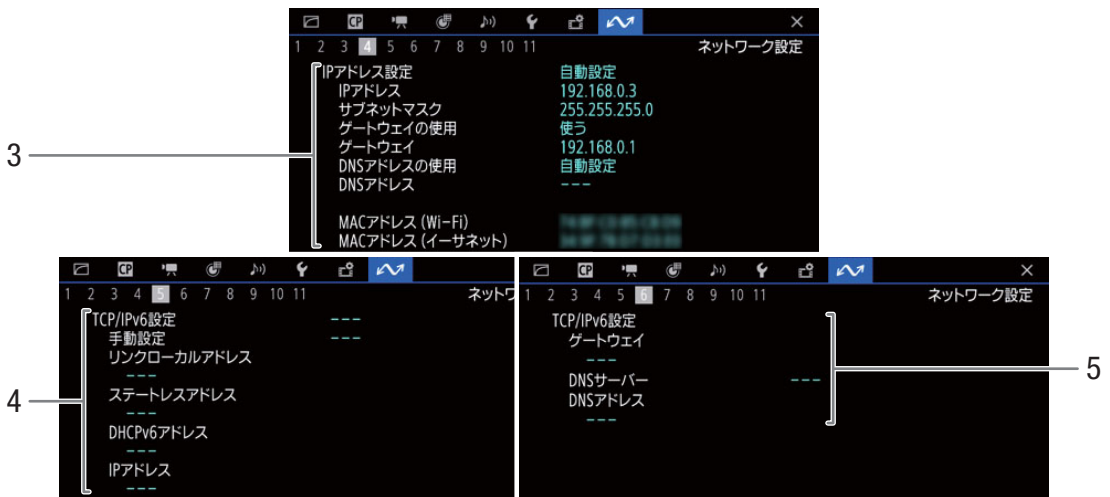 CP
1 2 3 4 5 6 7 8 9 10 11 ネットワーク設定
IPアドレス設定 自動設定
IPアドレス 192.168.0.3
サブネットマスク 255.255.255.0
ゲートウェイの使用 使う
ゲートウェイ 192.168.0.1
DNSアドレスの使用 自動設定
DNSアドレス ---
MACアドレス (Wi-Fi)
MACアドレス (イーサネット)
3
CP
1 2 3 4 5 6 7 8 9 10 11 ネットワ
TCP/IPv6設定 ---
手動設定 ---
リンクローカルアドレス
---
ステートレスアドレス
---
DHCPv6アドレス
---
IPアドレス
---
4
CP
1 2 3 4 5 6 7 8 9 10 11 ネットワーク設定
TCP/IPv6設定
ゲートウェイ
---
DNSサーバー ---
DNSアドレス
---
5